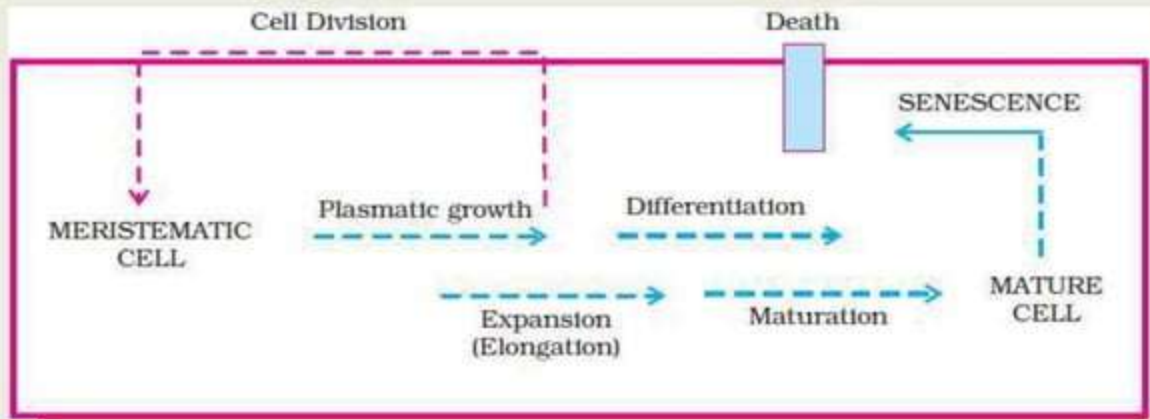 Cell Division
Death
SENESCENCE
Plasmatic growth
Differentiation
MERISTEMATIC
CELL
Expansion
(Elongation)
Maturation
MATURE
CELL